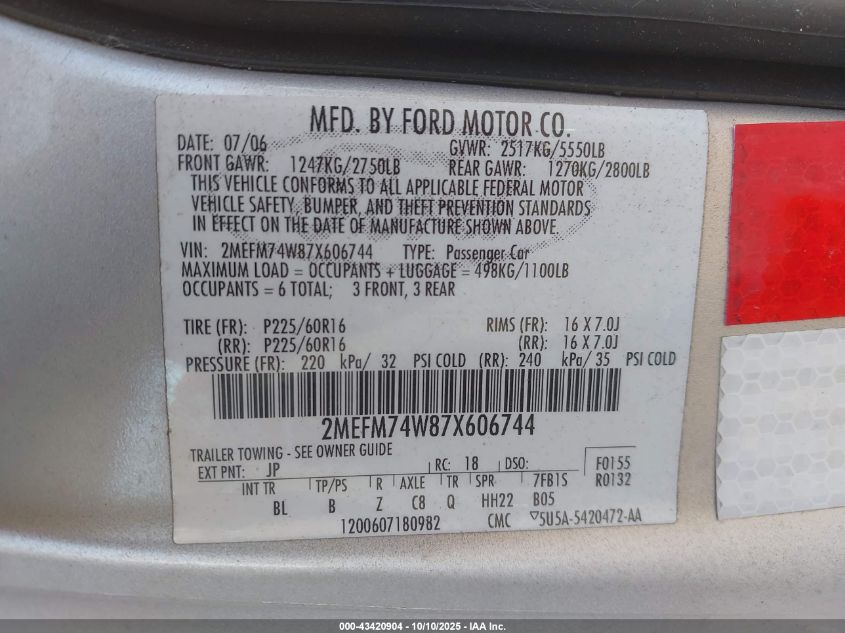 MFD. BY FORD MOTOR CO.
DATE: 07/06 GVWR: 2517KG/5550LB
FRONT GAWR: 1247KG/2750LB REAR GAWR: 1270KG/2800LB
THIS VEHICLE CONFORMS TO ALL APPLICABLE FEDERAL MOTOR
VEHICLE SAFETY, BUMPER, AND THEFT PREVENTION STANDARDS
IN EFFECT ON THE DATE OF MANUFACTURE SHOWN ABOVE.
VIN: 2MEFM74W87X606744 TYPE: Passenger Car
MAXIMUM LOAD = OCCUPANTS + LUGGAGE = 498KG/1100LB
OCCUPANTS = 6 TOTAL; 3 FRONT, 3 REAR
TIRE (FR): P225/60R16 RIMS (FR): 16 X 7.0J
(RR): P225/60R16 (RR): 16 X 7.0J
PRESSURE (FR): 220 kPa/ 32 PSI COLD (RR): 240 kPa/ 35 PSI COLD
2MEFM74W87X606744
TRAILER TOWING - SEE OWNER GUIDE
EXT PNT: JP RC: 18 DSO: F0155
INT TR TP/PS R AXLE TR SPR 7FB1S R0132
BL B Z C8 Q HH22 B05
1200607180982 CMC ▽5U5A-5420472-AA
000-43420904 - 10/10/2025 - IAA Inc.